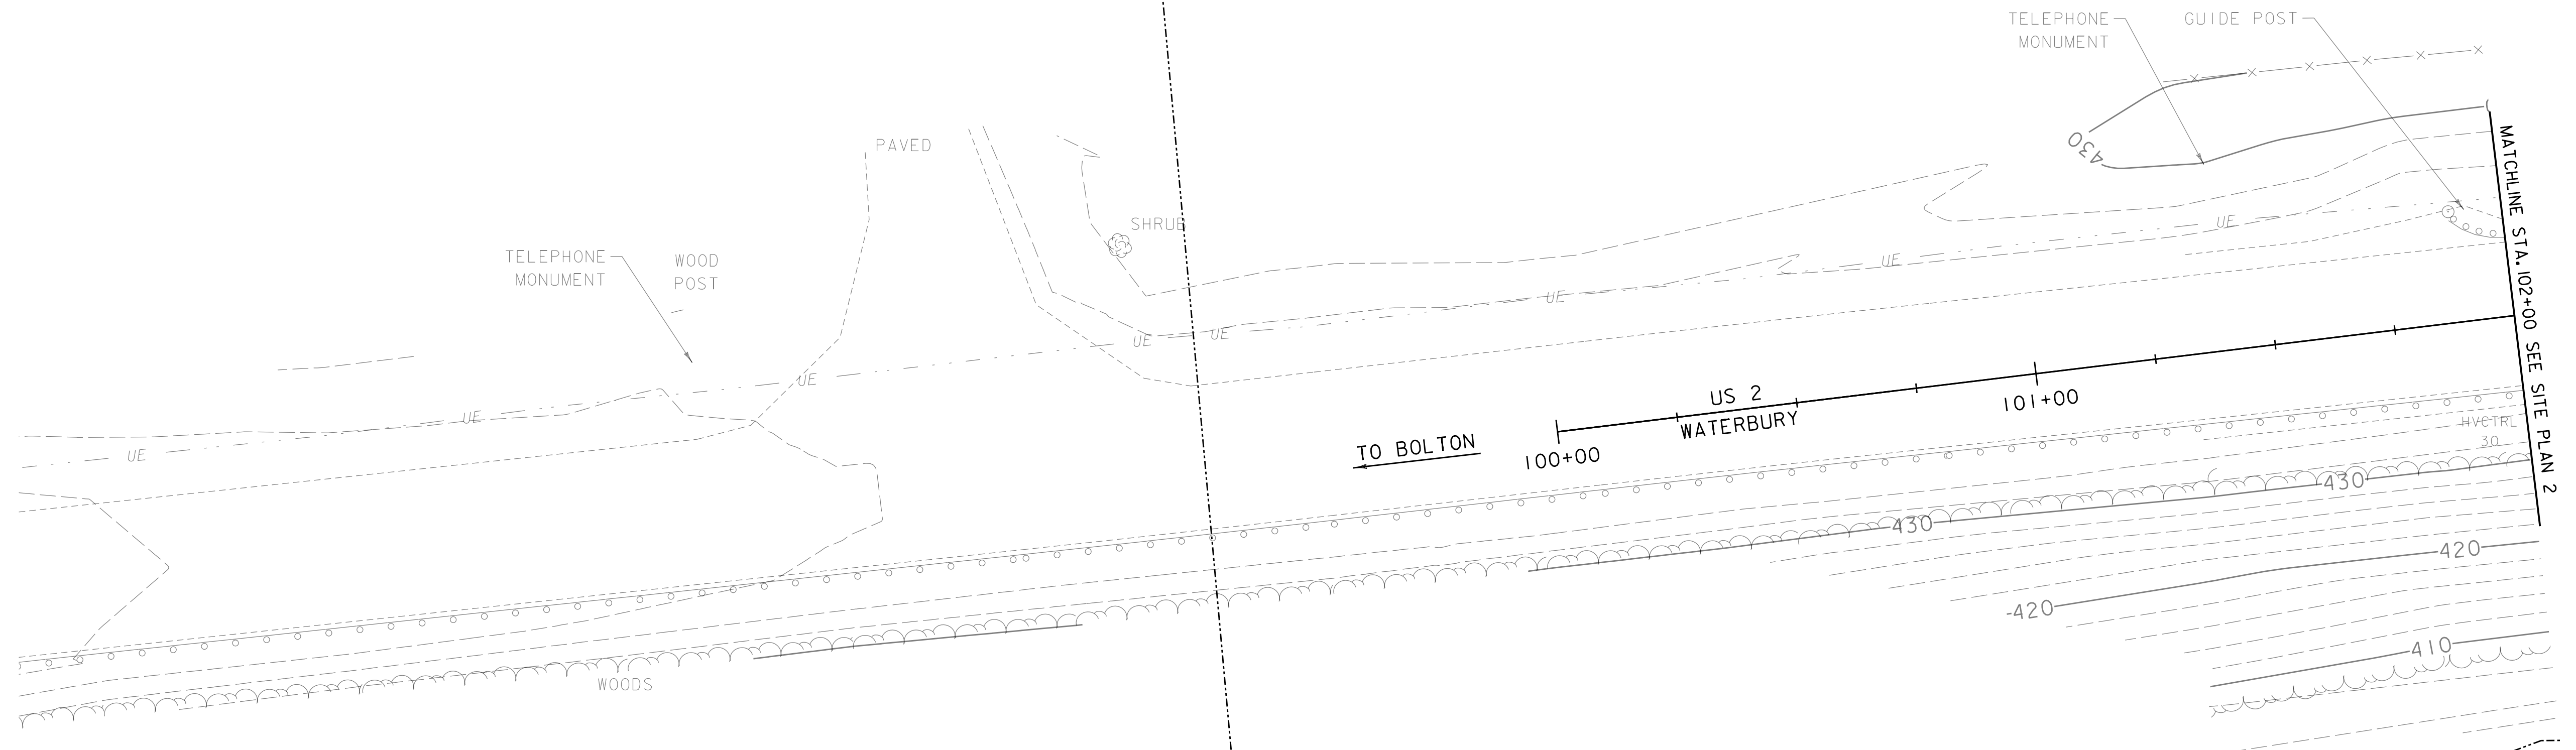 TELEPHONE
MONUMENT
GUIDE POST
PAVED
430
MATCHLINE STA. 102+00 SEE SITE PLAN 2
SHRUB
UE
TELEPHONE
MONUMENT
WOOD
POST
UE
UE
UE
UE
UE
UE
UE
US 2
WATERBURY
101+00
100+00
TO BOLTON
HVCTRL
30
430
430
420
-420
410
WOODS